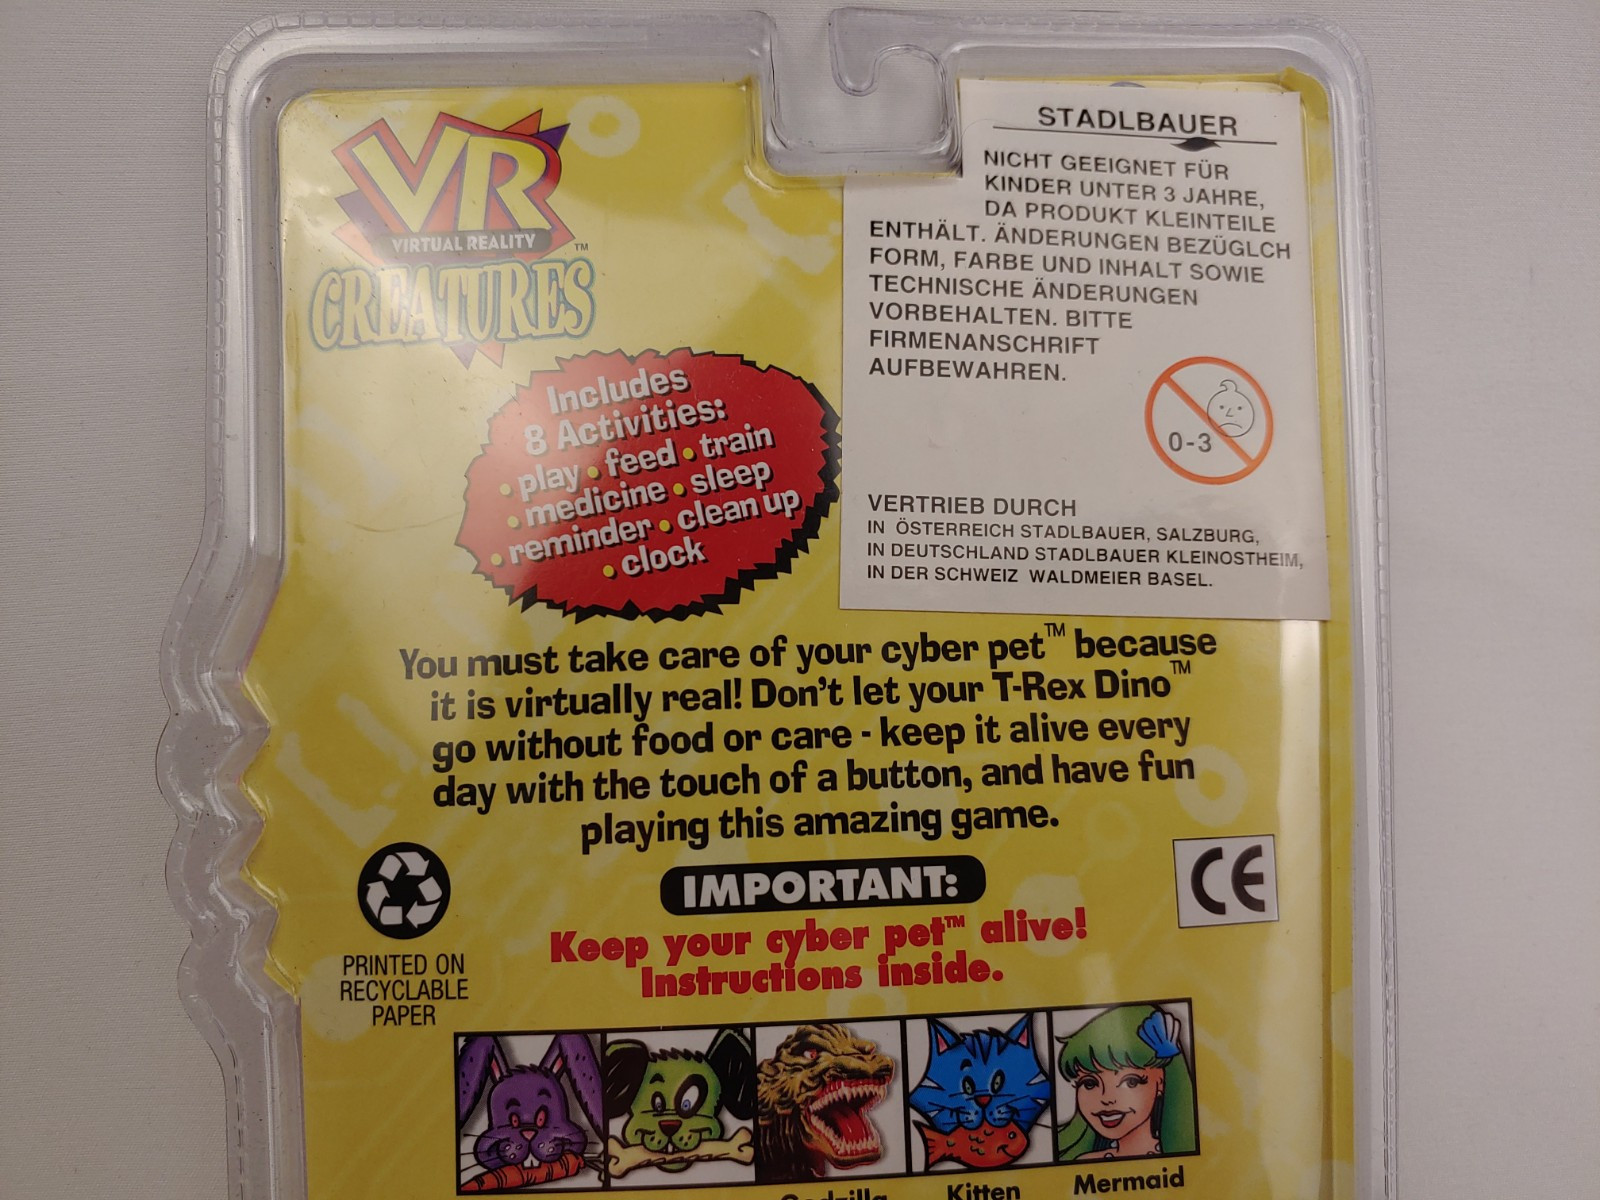 VR
VIRTUAL REALITY ™
CREATURES
Includes
8 Activities:
• play • feed • train
• medicine • sleep
• reminder • clean up
• clock
STADLBAUER
NICHT GEEIGNET FÜR
KINDER UNTER 3 JAHRE,
DA PRODUKT KLEINTEILE
ENTHÄLT. ÄNDERUNGEN BEZÜGLCH
FORM, FARBE UND INHALT SOWIE
TECHNISCHE ÄNDERUNGEN
VORBEHALTEN. BITTE
FIRMENANSCHRIFT
AUFBEWAHREN.
0-3
VERTRIEB DURCH
IN ÖSTERREICH STADLBAUER, SALZBURG,
IN DEUTSCHLAND STADLBAUER KLEINOSTHEIM,
IN DER SCHWEIZ WALDMEIER BASEL.
You must take care of your cyber pet™ because
it is virtually real! Don't let your T-Rex Dino™
go without food or care - keep it alive every
day with the touch of a button, and have fun
playing this amazing game.
IMPORTANT:
Keep your cyber pet™ alive!
Instructions inside.
CE
PRINTED ON
RECYCLABLE
PAPER
Godzilla
Kitten
Mermaid